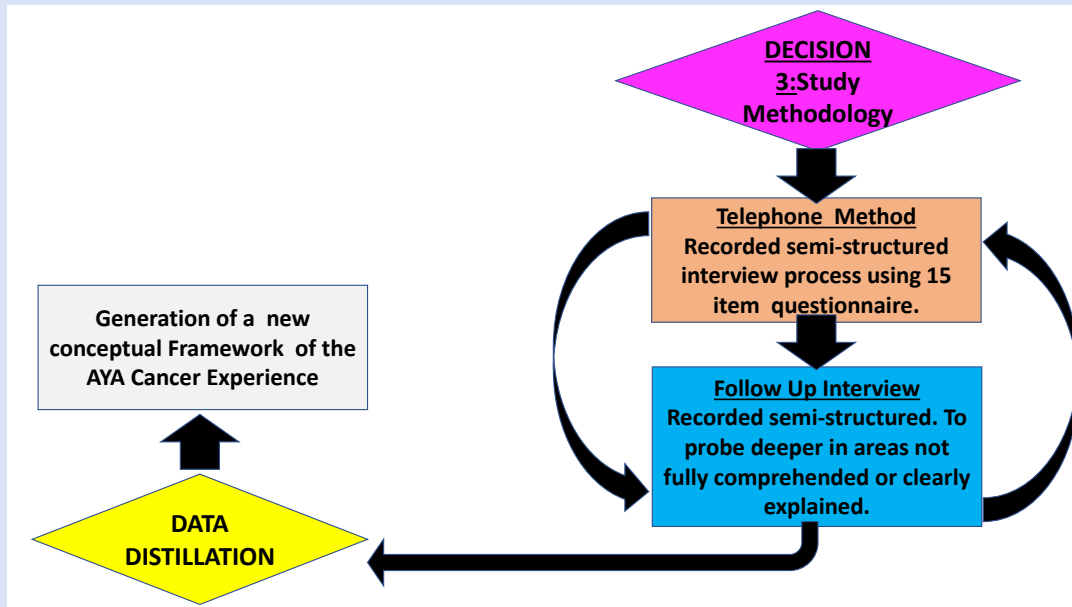 DECISION
3:Study
Methodology
Telephone Method
Recorded semi-structured
interview process using 15
item questionnaire.
Follow Up Interview
Recorded semi-structured. To
probe deeper in areas not
fully comprehended or clearly
explained.
DATA
DISTILLATION
Generation of a new
conceptual Framework of the
AYA Cancer Experience